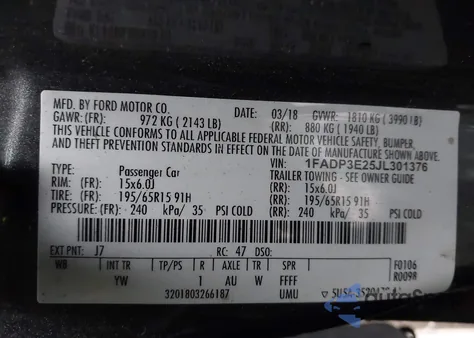 MFD. BY FORD MOTOR CO.
03/18 GVWR: 1810 KG ( 3990 LB)
GAWR: (FR): 972 KG ( 2143 LB) (RR): 880 KG ( 1940 LB)
THIS VEHICLE CONFORMS TO ALL APPLICABLE FEDERAL MOTOR VEHICLE SAFETY, BUMPER,
AND THEFT PREVENTION STANDARDS IN EFFECT ON THE DATE OF MANUFACTURE SHOWN ABOVE.
VIN: 1FADP3E25JL301376
TYPE: Passenger Car TRAILER TOWING - SEE OWNER GUIDE
RIM: (FR): 15x6.0J (RR): 15x6.0J
TIRE: (FR): 195/65R15 91H (RR): 195/65R15 91H
PRESSURE: (FR) 240 kPa/ 35 PSI COLD (RR): 240 kPa/ 35 PSI COLD
EXT PNT: J7 RC: 47 DSO:
WB INT TR TP/PS R AXLE TR SPR F0106
YW 1 AU W FFFF R0098
3201803266187 UMU